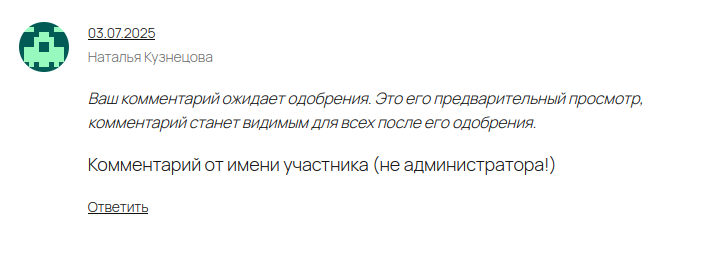 03.07.2025
Наталья Кузнецова
Ваш комментарий ожидает одобрения. Это его предварительный просмотр,
комментарий станет видимым для всех после его одобрения.
Комментарий от имени участника (не администратора!)
Ответить